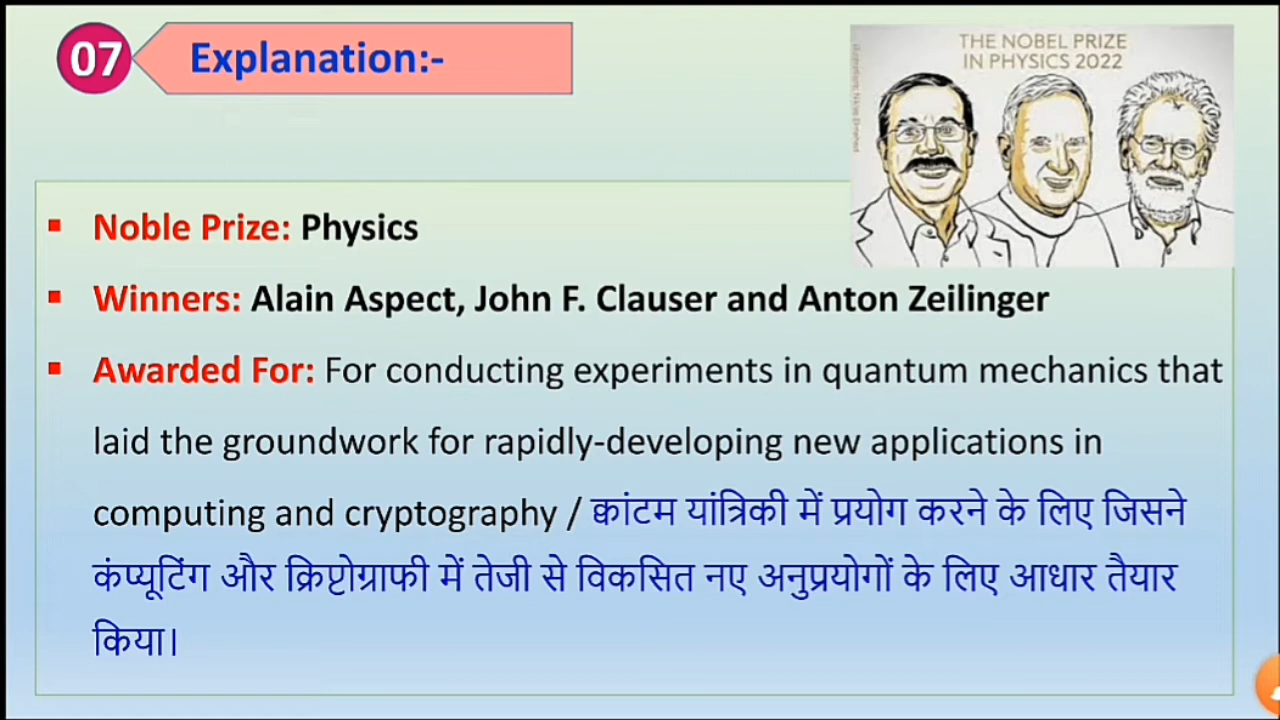 07
Explanation:-
THE NOBEL PRIZE
IN PHYSICS 2022
Noble Prize: Physics
Winners: Alain Aspect, John F. Clauser and Anton Zeilinger
Awarded For: For conducting experiments in quantum mechanics that
laid the groundwork for rapidly-developing new applications in
computing and cryptography / क्वांटम यांत्रिकी में प्रयोग करने के लिए जिसने
कंप्यूटिंग और क्रिप्टोग्राफी में तेजी से विकसित नए अनुप्रयोगों के लिए आधार तैयार
किया।